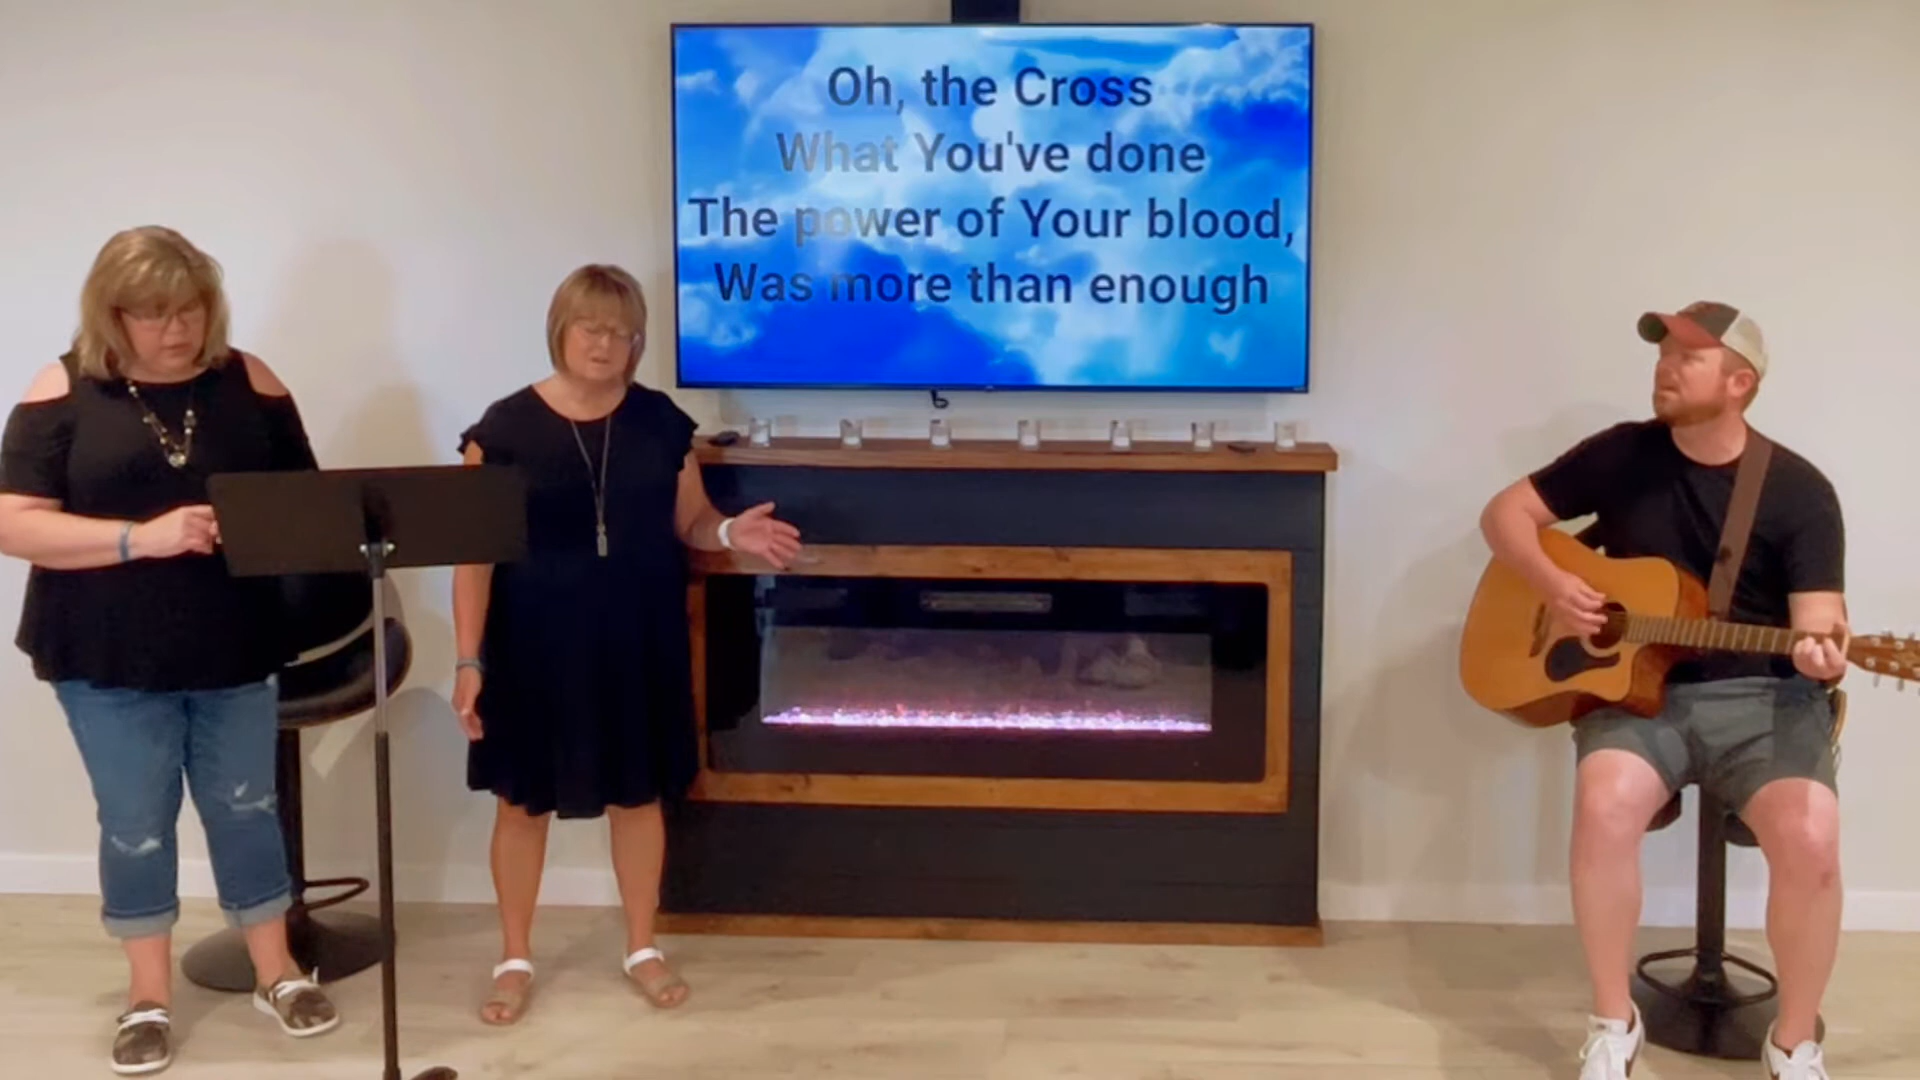 Oh, the Cross
What You've done
The power of Your blood,
Was more than enough